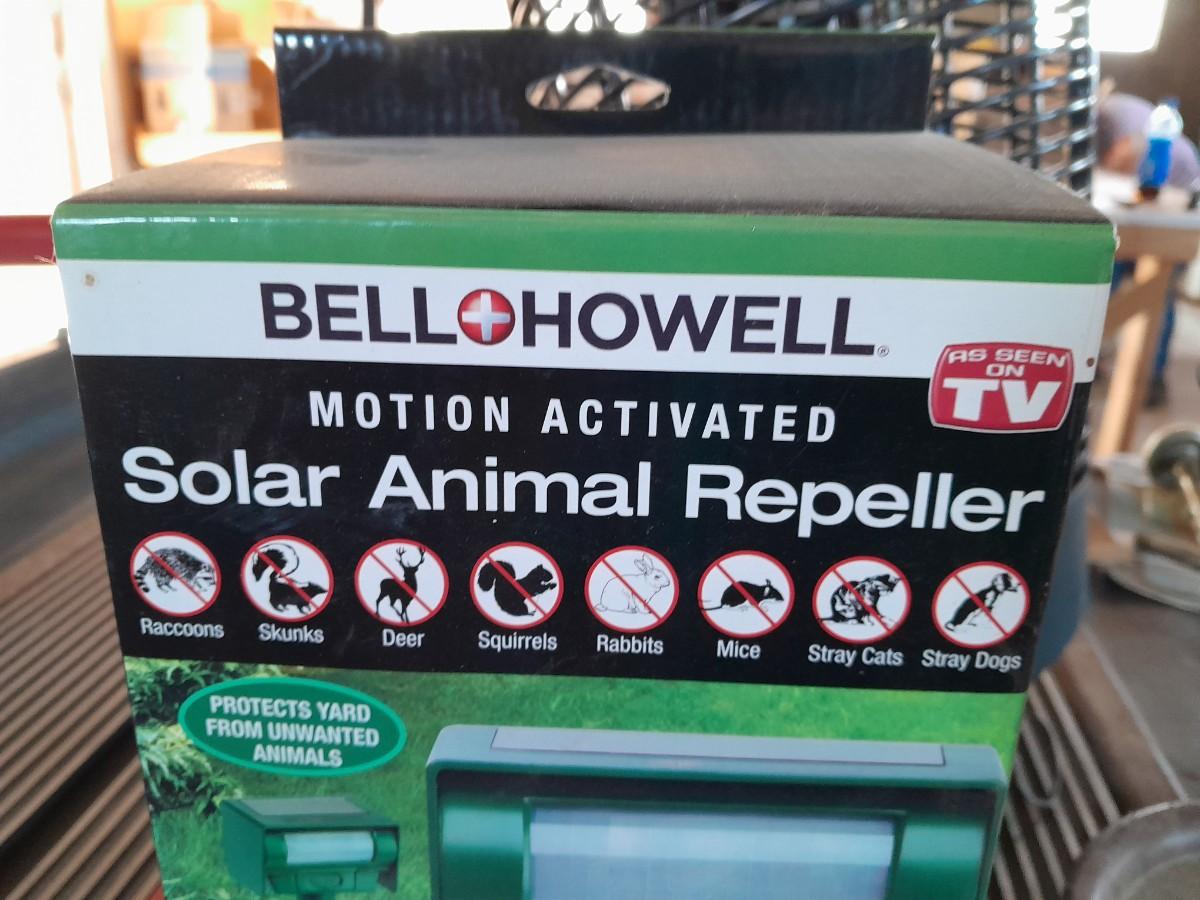 BELL+HOWELL®
AS SEEN
ON
TV
MOTION ACTIVATED
Solar Animal Repeller
Raccoons Skunks Deer Squirrels Rabbits Mice Stray Cats Stray Dogs
PROTECTS YARD
FROM UNWANTED
ANIMALS